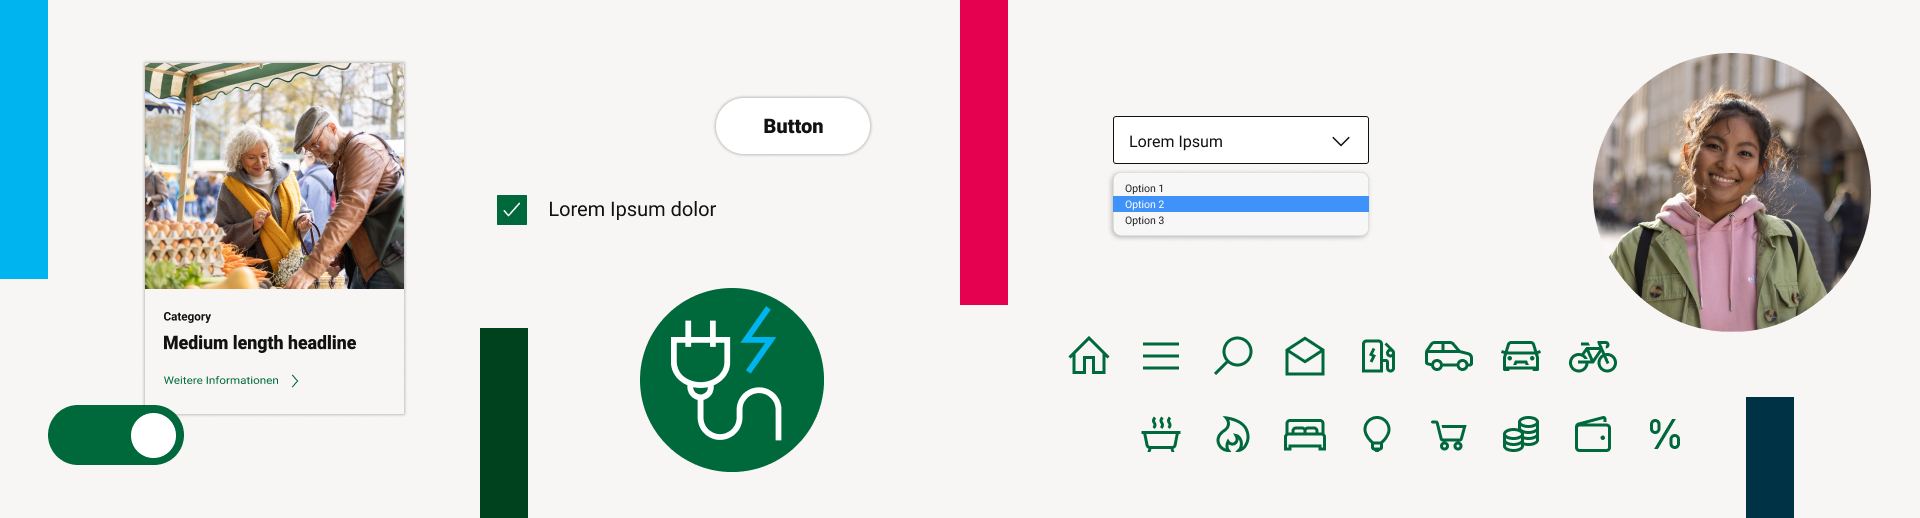 Category
Medium length headline
Weitere Informationen
Button
Lorem Ipsum dolor
Lorem Ipsum
Option 1
Option 2
Option 3
%